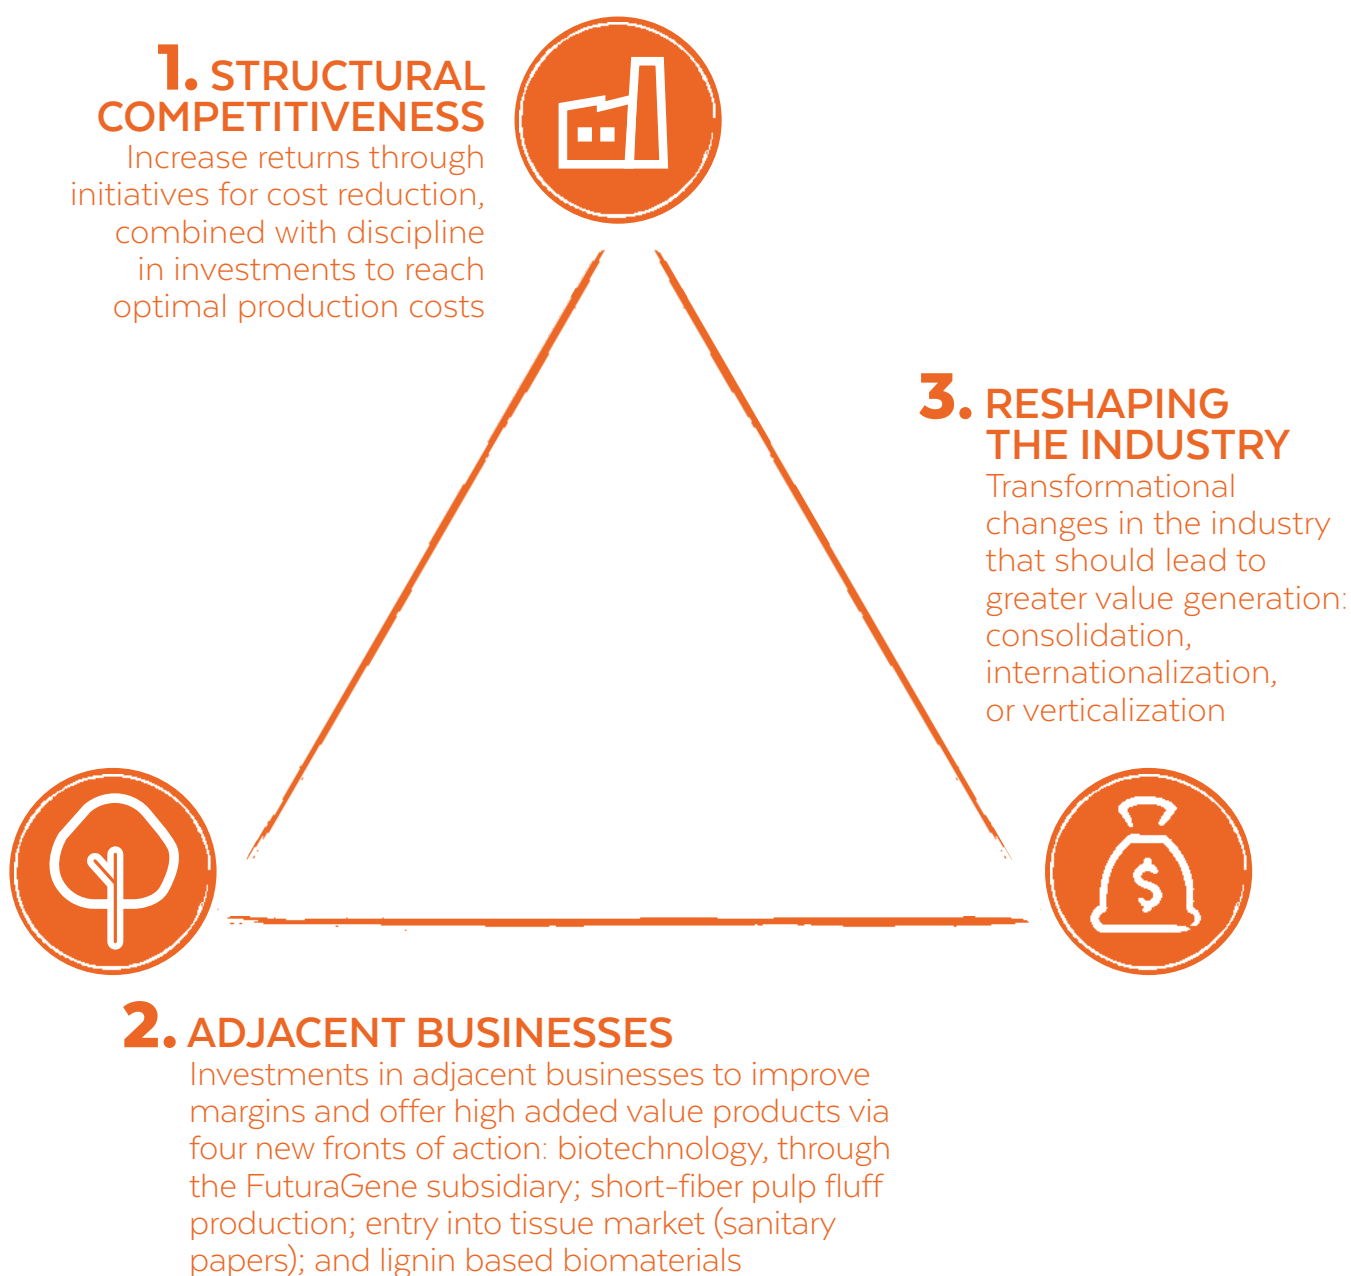 1. STRUCTURAL
COMPETITIVENESS
Increase returns through
initiatives for cost reduction,
combined with discipline
in investments to reach
optimal production costs
$
2. ADJACENT BUSINESSES
Investments in adjacent businesses to improve
margins and offer high added value products via
four new fronts of action: biotechnology, through
the FuturaGene subsidiary; short-fiber pulp fluff
production; entry into tissue market (sanitary
papers); and lignin based biomaterials
3. RESHAPING
THE INDUSTRY
Transformational
changes in the industry
that should lead to
greater value generation:
consolidation,
internationalization,
or verticalization